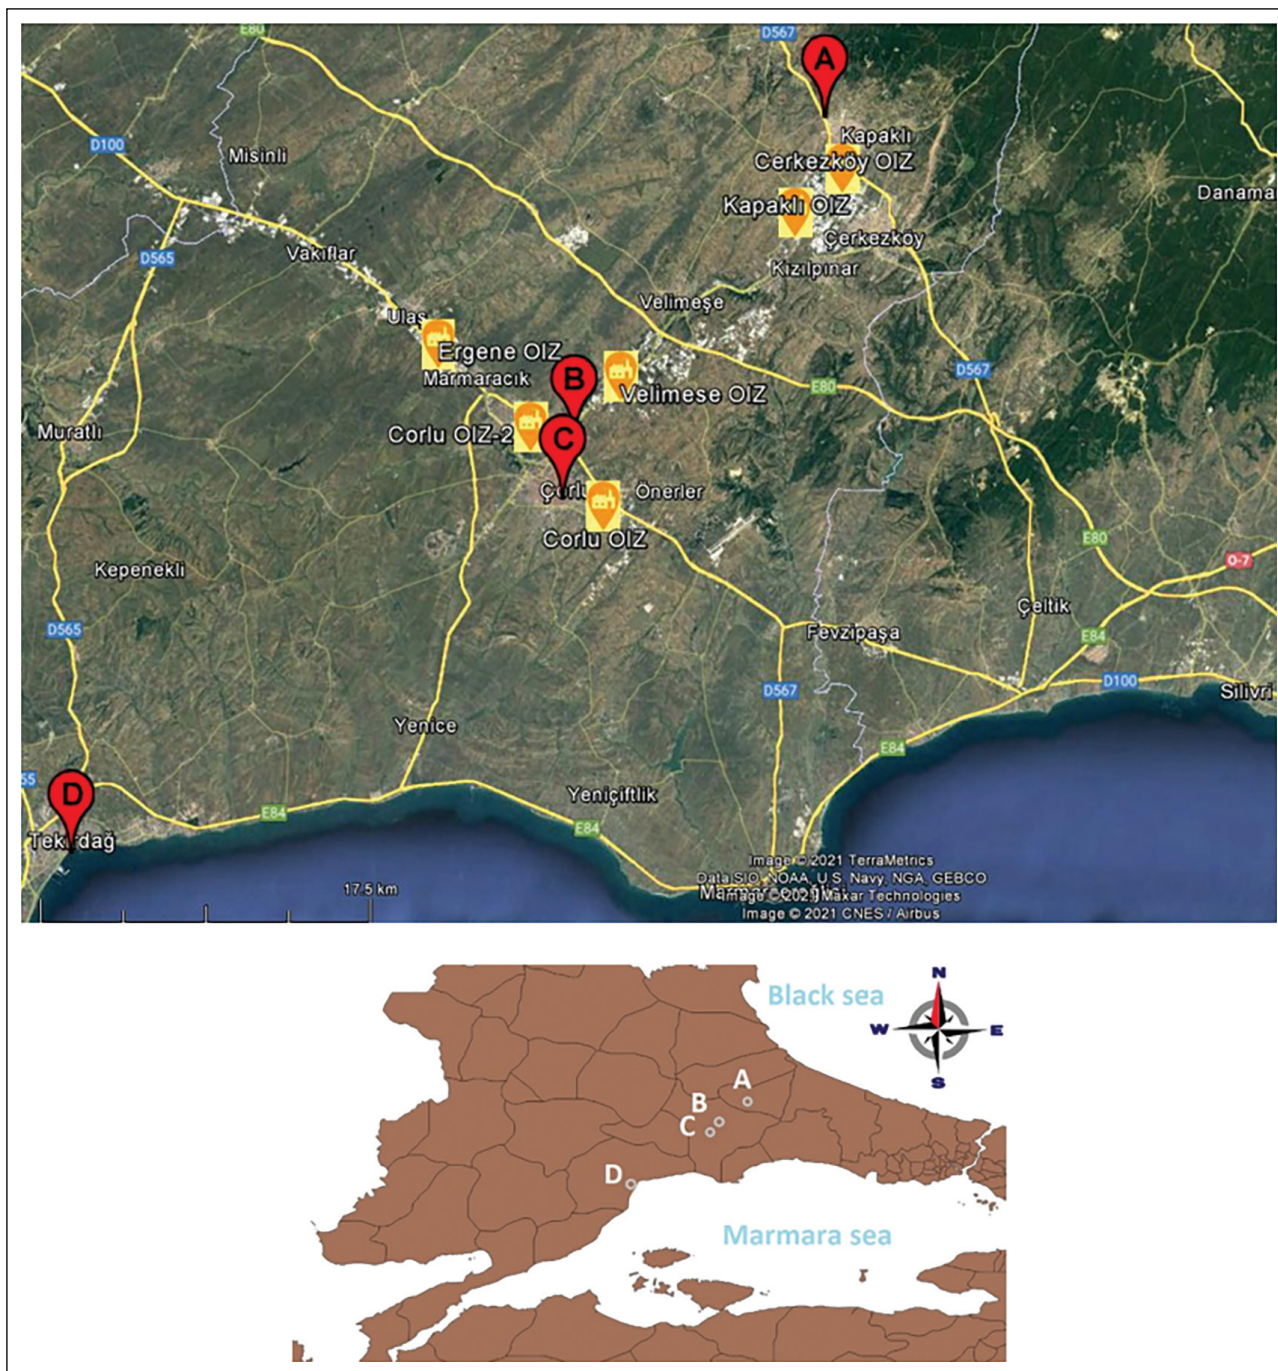 E80
D567
A
D100
Misinli
Kapaklı
Cerkezköy OIZ
Danama
Kapaklı OIZ
Çerkezköy
Vakıflar
D565
Kızılpınar
Velimeşe
Ulaş
Ergene OIZ
Marmaracık
B
D567
E80
Velimese OIZ
Muratlı
Corlu OIZ-2
C
Çorlu
Önerler
Corlu OIZ
E80
O-7
Kepenekli
Çeltik
D565
Fevzipaşa
E84
D567
D100
Silivri
Yenice
E84
55
D
Yeniçiftlik
E84
E84
Tekirdağ
Image © 2021 TerraMetrics
Data SIO, NOAA, U.S. Navy, NGA, GEBCO
17.5 km
Image © 2021 Maxar Technologies
Image © 2021 CNES / Airbus
Black sea
N
W
E
S
A
B
C
D
Marmara sea